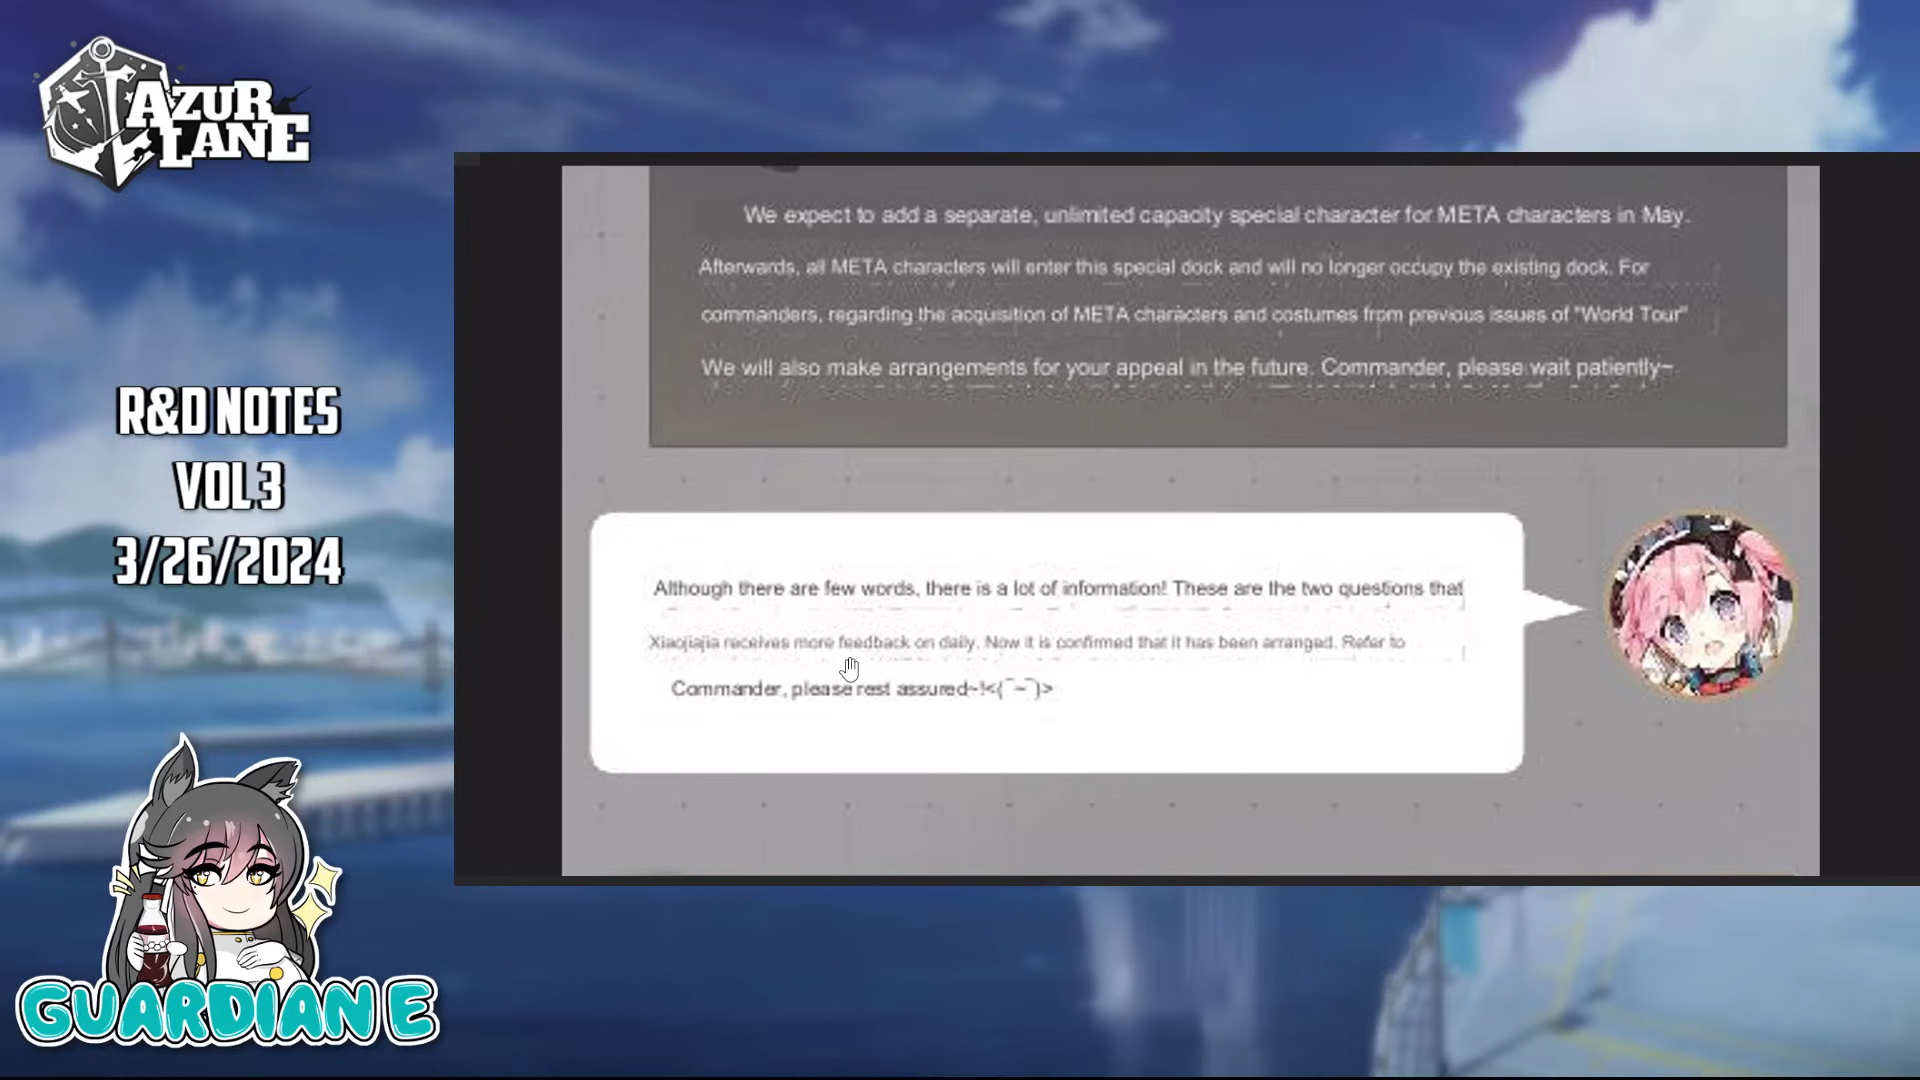 AZUR
LANE
R&D NOTES
VOL 3
3/26/2024
We expect to add a separate, unlimited capacity special character for META characters in May.
Afterwards, all META characters will enter this special dock and will no longer occupy the existing dock. For
commanders, regarding the acquisition of META characters and costumes from previous issues of "World Tour"
We will also make arrangements for your appeal in the future. Commander, please wait patiently~
Although there are few words, there is a lot of information! These are the two questions that
Xiaojiajia receives more feedback on daily. Now it is confirmed that it has been arranged. Refer to
Commander, please rest assured~!<(¯ ~ ¯)>
GUARDIAN E